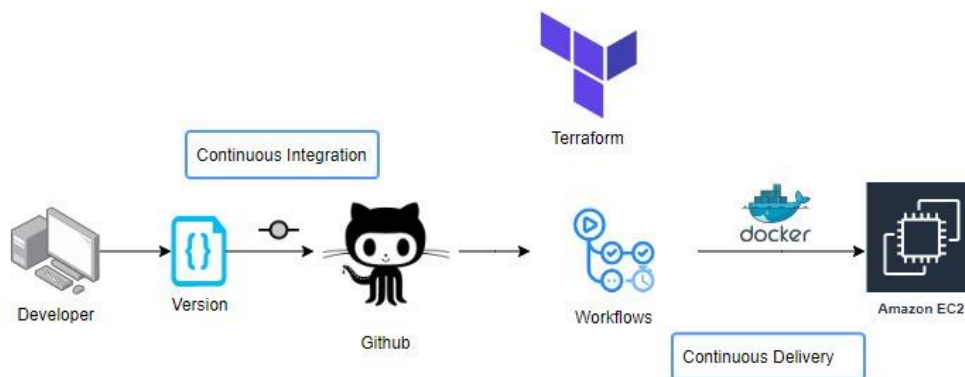 Terraform
Continuous Integration
docker
Developer
Version
Github
Workflows
Amazon EC2
Continuous Delivery